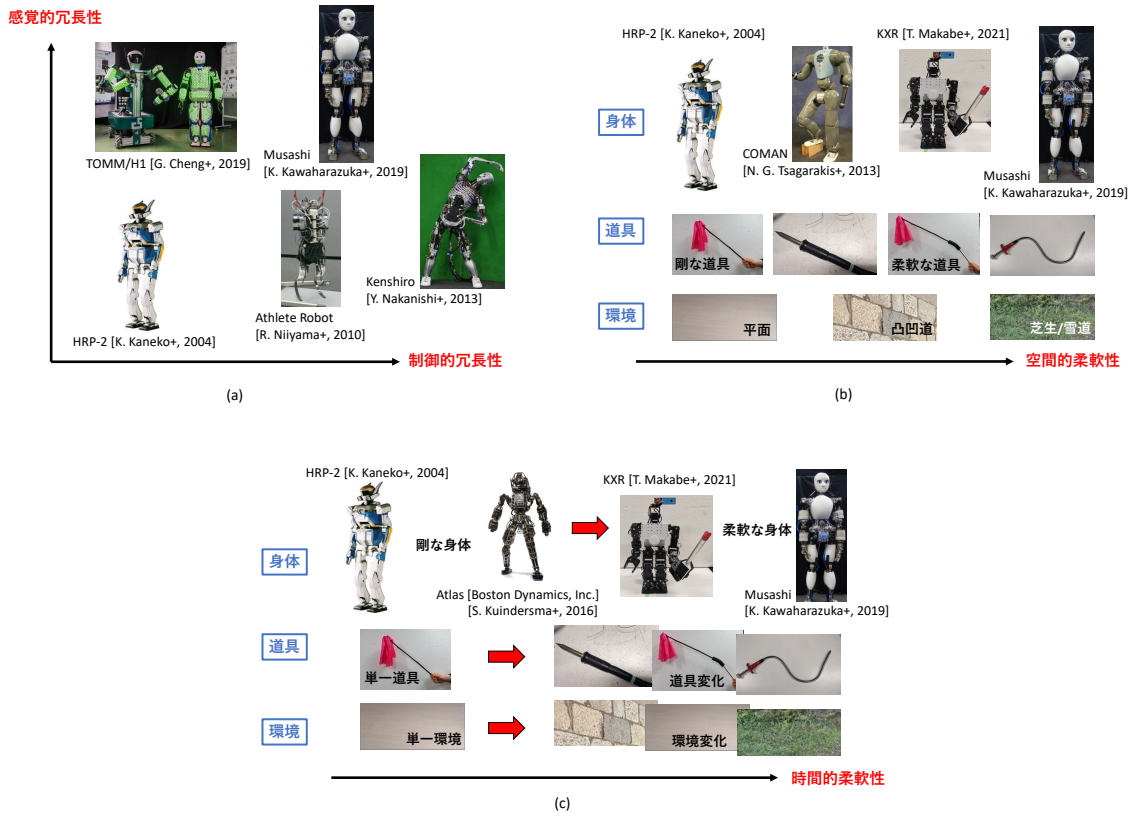 感覚的冗長性
TOMM/H1 [G. Cheng+, 2019]
Musashi
[K. Kawaharazuka+, 2019]
HRP-2 [K. Kaneko+, 2004]
Athlete Robot
[R. Niiyama+, 2010]
Kenshiro
[Y. Nakanishi+, 2013]
制御的冗長性
(a)
HRP-2 [K. Kaneko+, 2004]
KXR [T. Makabe+, 2021]
身体
COMAN
[N. G. Tsagarakis+, 2013]
Musashi
[K. Kawaharazuka+, 2019]
道具
剛な道具
柔軟な道具
環境
平面
凸凹道
芝生/雪道
空間的柔軟性
(b)
HRP-2 [K. Kaneko+, 2004]
KXR [T. Makabe+, 2021]
剛な身体
柔軟な身体
身体
Atlas [Boston Dynamics, Inc.]
[S. Kuindersma+, 2016]
Musashi
[K. Kawaharazuka+, 2019]
道具
単一道具
道具変化
環境
単一環境
環境変化
時間的柔軟性
(c)